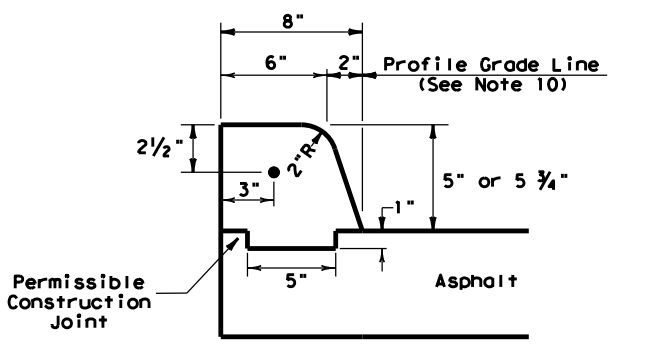 8"
6"
2"
Profile Grade Line
(See Note 10)
2½"
2"R
3"
5" or 5 ¾"
1"
5"
Asphalt
Permissible
Construction
Joint